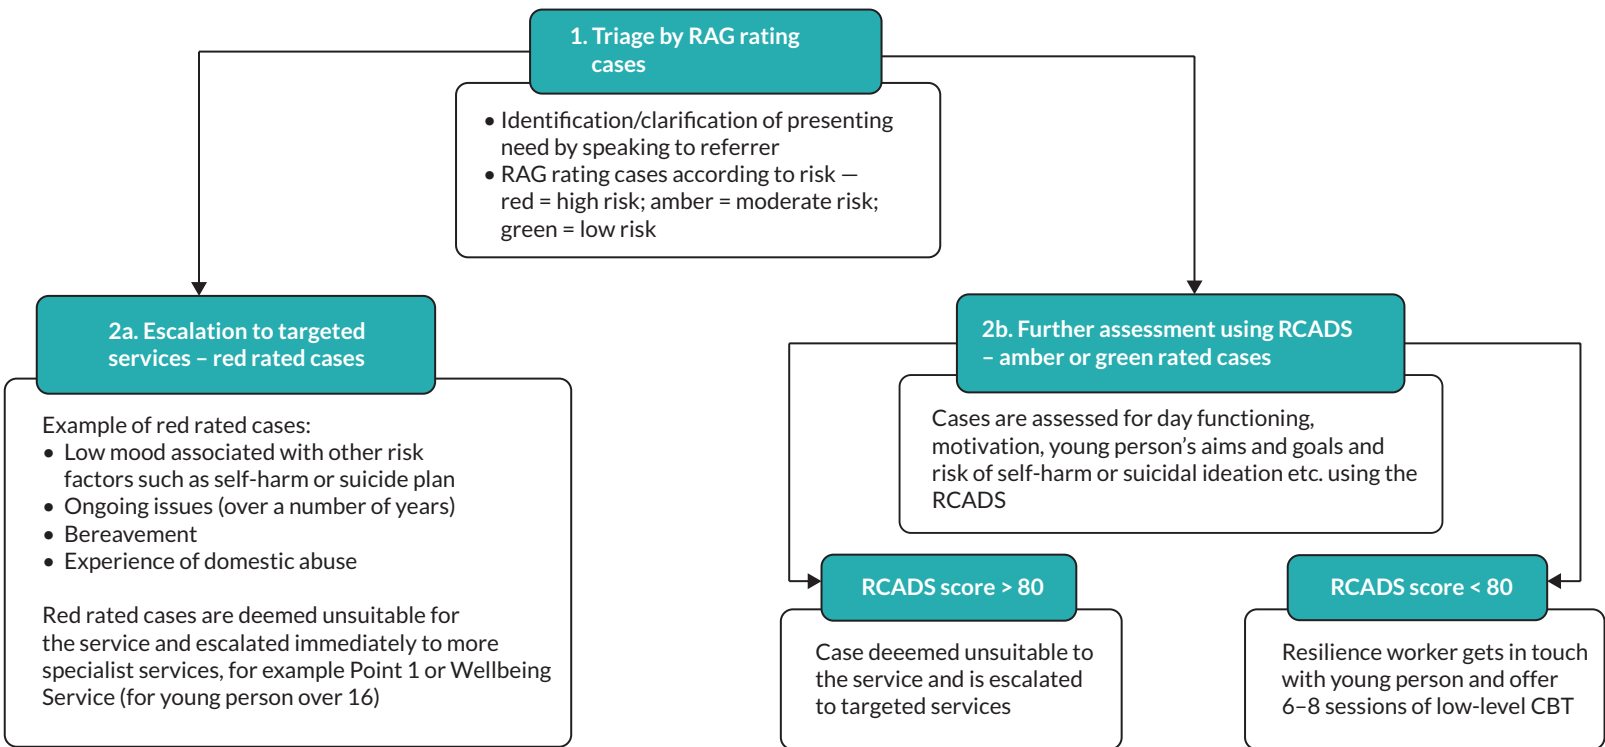 1. Triage by RAG rating
cases
• Identification/clarification of presenting
need by speaking to referrer
• RAG rating cases according to risk —
red = high risk; amber = moderate risk;
green = low risk
2a. Escalation to targeted
services – red rated cases
Example of red rated cases:
• Low mood associated with other risk
factors such as self-harm or suicide plan
• Ongoing issues (over a number of years)
• Bereavement
• Experience of domestic abuse
Red rated cases are deemed unsuitable for
the service and escalated immediately to more
specialist services, for example Point 1 or Wellbeing
Service (for young person over 16)
2b. Further assessment using RCADS
– amber or green rated cases
Cases are assessed for day functioning,
motivation, young person’s aims and goals and
risk of self-harm or suicidal ideation etc. using the
RCADS
RCADS score > 80
Case deeemed unsuitable to
the service and is escalated
to targeted services
RCADS score < 80
Resilience worker gets in touch
with young person and offer
6–8 sessions of low-level CBT